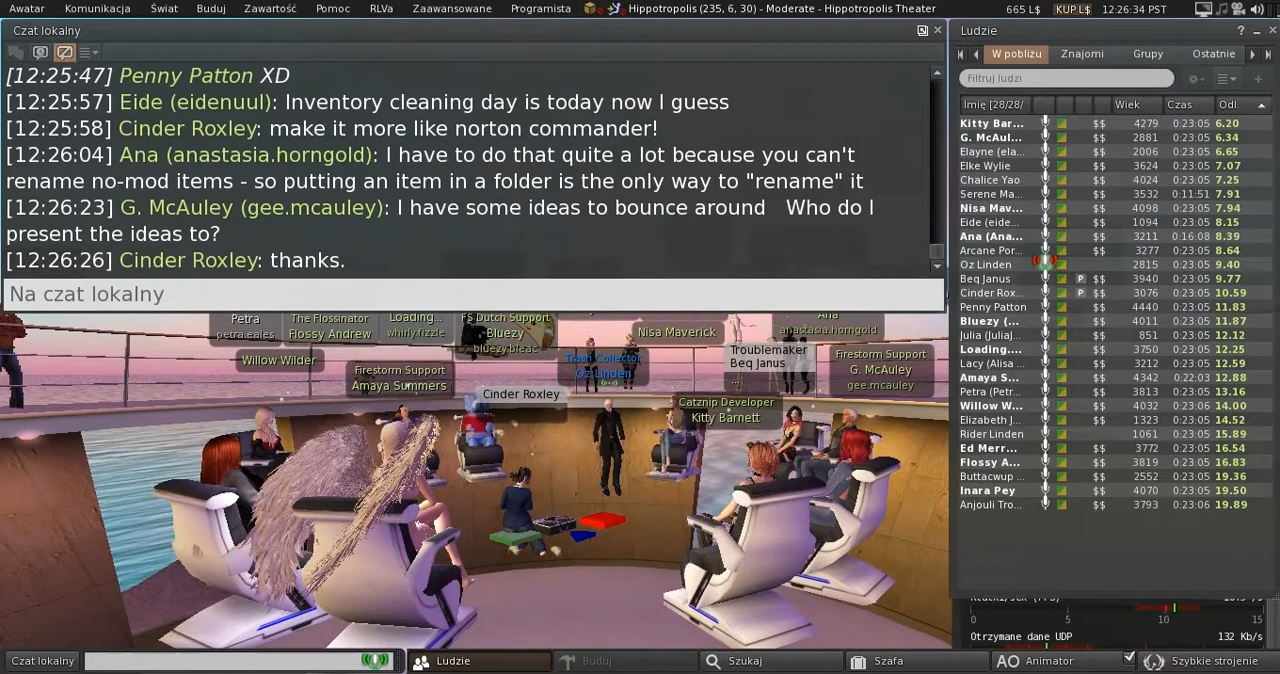 Awatar Komunikacja Świat Buduj Zawartość Pomoc RLVa Zaawansowane Programista Hippotropolis (235, 6, 30) - Moderate - Hippotropolis Theater 665 L$ KUP L$ 12:26:34 PST
Czat lokalny
[12:25:47] Penny Patton XD
[12:25:57] Eide (eidenuul): Inventory cleaning day is today now I guess
[12:25:58] Cinder Roxley: make it more like norton commander!
[12:26:04] Ana (anastasia.horngold): I have to do that quite a lot because you can't
rename no-mod items - so putting an item in a folder is the only way to "rename" it
[12:26:23] G. McAuley (gee.mcauley): I have some ideas to bounce around Who do I
present the ideas to?
[12:26:26] Cinder Roxley: thanks.
Na czat lokalny
Petra
petra.eales
The Flossinator
Flossy Andrew
Loading...
whirly.fizzle
FS Dutch Support
Bluezy
bluezy.bleac
Nisa Maverick
Ana
anastasia.horngold
Willow Wilder
Firestorm Support
Amaya Summers
Trash Collector
Oz Linden
Troublemaker
Beq Janus
Firestorm Support
G. McAuley
gee.mcauley
Cinder Roxley
Catznip Developer
Kitty Barnett
Ludzie
W pobliżu Znajomi Grupy Ostatnie
Filtruj ludzi
Imię [28/28/ Wiek Czas Odl.
Kitty Bar... $$ 4279 0:23:05 6.20
G. McAul... $$ 2881 0:23:05 6.34
Elayne (ela... $$ 2006 0:23:05 6.65
Elke Wylie $$ 3624 0:23:05 7.07
Chalice Yao $$ 4024 0:23:05 7.25
Serene Ma... $$ 3532 0:11:51 7.91
Nisa Mav... $$ 4098 0:23:05 7.94
Eide (eide... $$ 1094 0:23:05 8.15
Ana (Ana... $$ 3211 0:16:08 8.39
Arcane Por... $$ 3277 0:23:05 8.64
Oz Linden 2815 0:23:05 9.40
Beq Janus P $$ 3940 0:23:05 9.77
Cinder Rox... P $$ 3076 0:23:05 10.59
Penny Patton $$ 4440 0:23:05 11.83
Bluezy (... $$ 4011 0:23:05 11.87
Julia (Julia... $$ 851 0:23:05 12.12
Loading.... $$ 3750 0:23:05 12.25
Lacy (Alisa ... $$ 3212 0:23:05 12.59
Amaya S... $$ 4342 0:22:03 12.88
Petra (Petr... $$ 3813 0:23:05 13.16
Willow W... $$ 4032 0:23:06 14.00
Elizabeth J... $$ 1323 0:23:05 14.52
Rider Linden 1061 0:23:05 15.89
Ed Merr... $$ 3772 0:23:05 16.54
Flossy A... $$ 3819 0:23:05 16.83
Buttacwup ... $$ 2552 0:23:05 19.36
Inara Pey $$ 4070 0:23:05 19.50
Anjouli Tro... $$ 3793 0:23:06 19.89
0 5 10 15
Otrzymane dane UDP 132 Kb/s
Czat lokalny Ludzie Buduj Szukaj Szafa AO Animator Szybkie strojenie